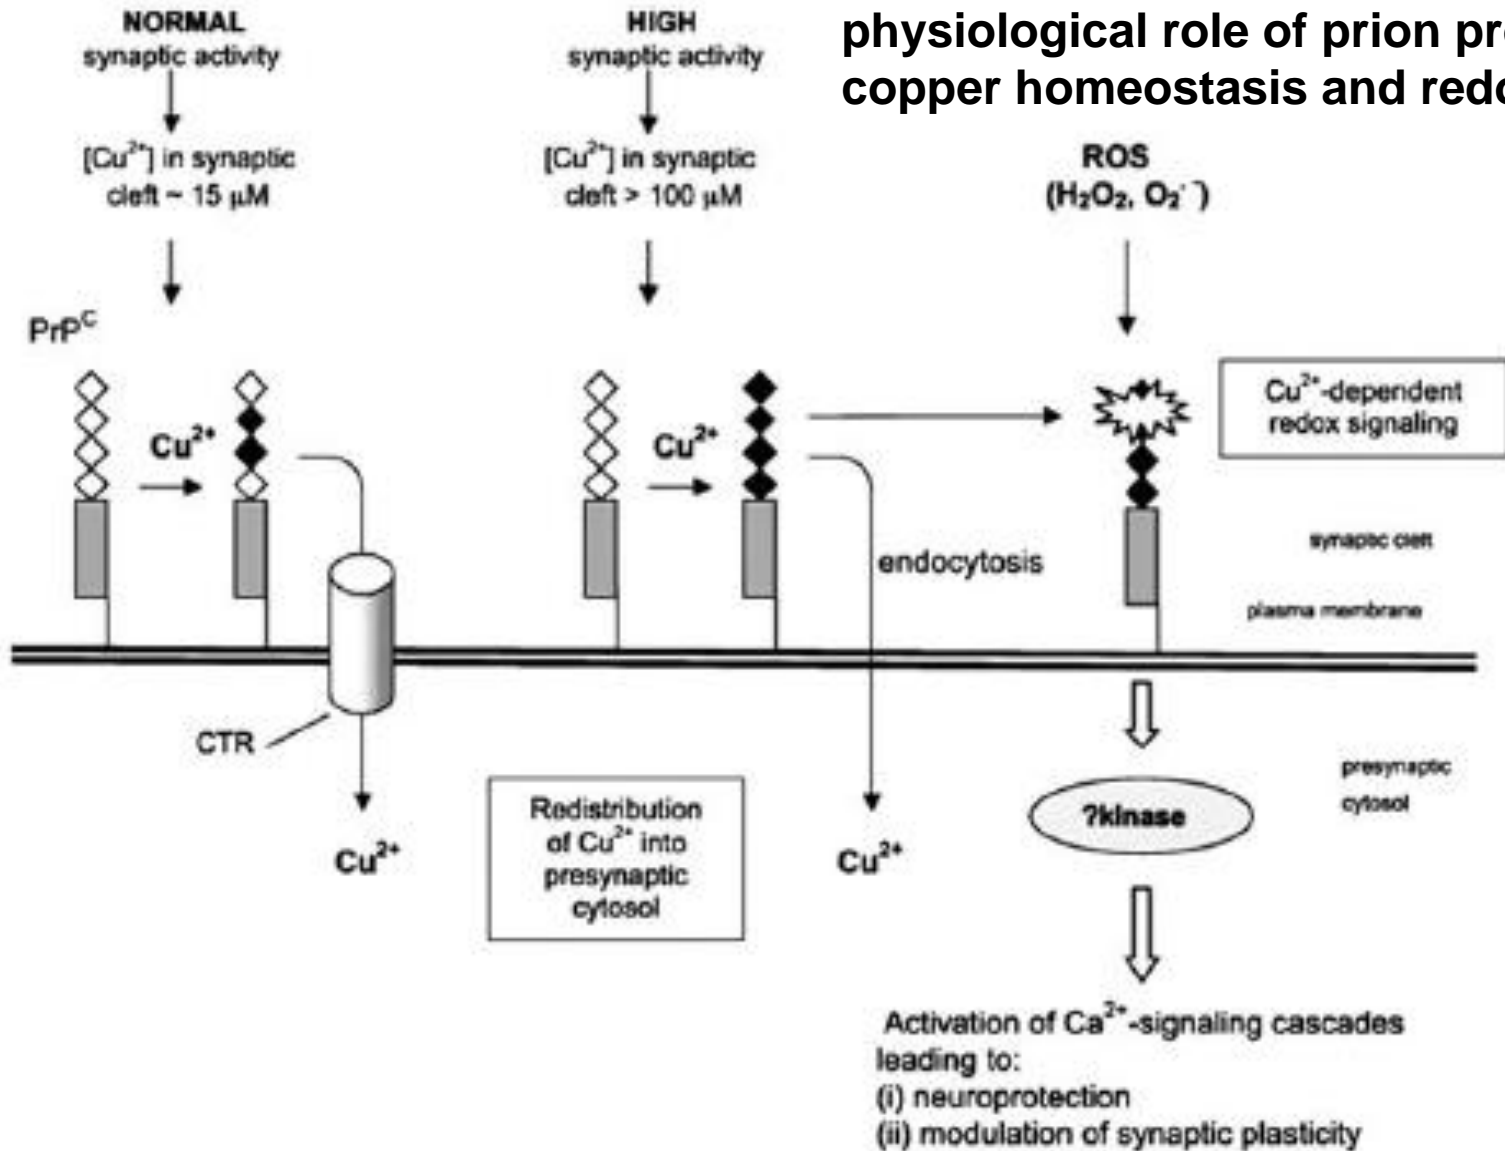 physiological role of prion pr
copper homeostasis and red
NORMAL
synaptic activity
[Cu²⁺] in synaptic
cleft ~ 15 µM
HIGH
synaptic activity
[Cu²⁺] in synaptic
cleft > 100 µM
ROS
(H₂O₂, O₂˙⁻)
PrPᶜ
Cu²⁺
Cu²⁺
Cu²⁺-dependent
redox signaling
endocytosis
synaptic cleft
plasma membrane
CTR
Cu²⁺
Redistribution
of Cu²⁺ into
presynaptic
cytosol
Cu²⁺
?kinase
presynaptic
cytosol
Activation of Ca²⁺-signaling cascades
leading to:
(i) neuroprotection
(ii) modulation of synaptic plasticity